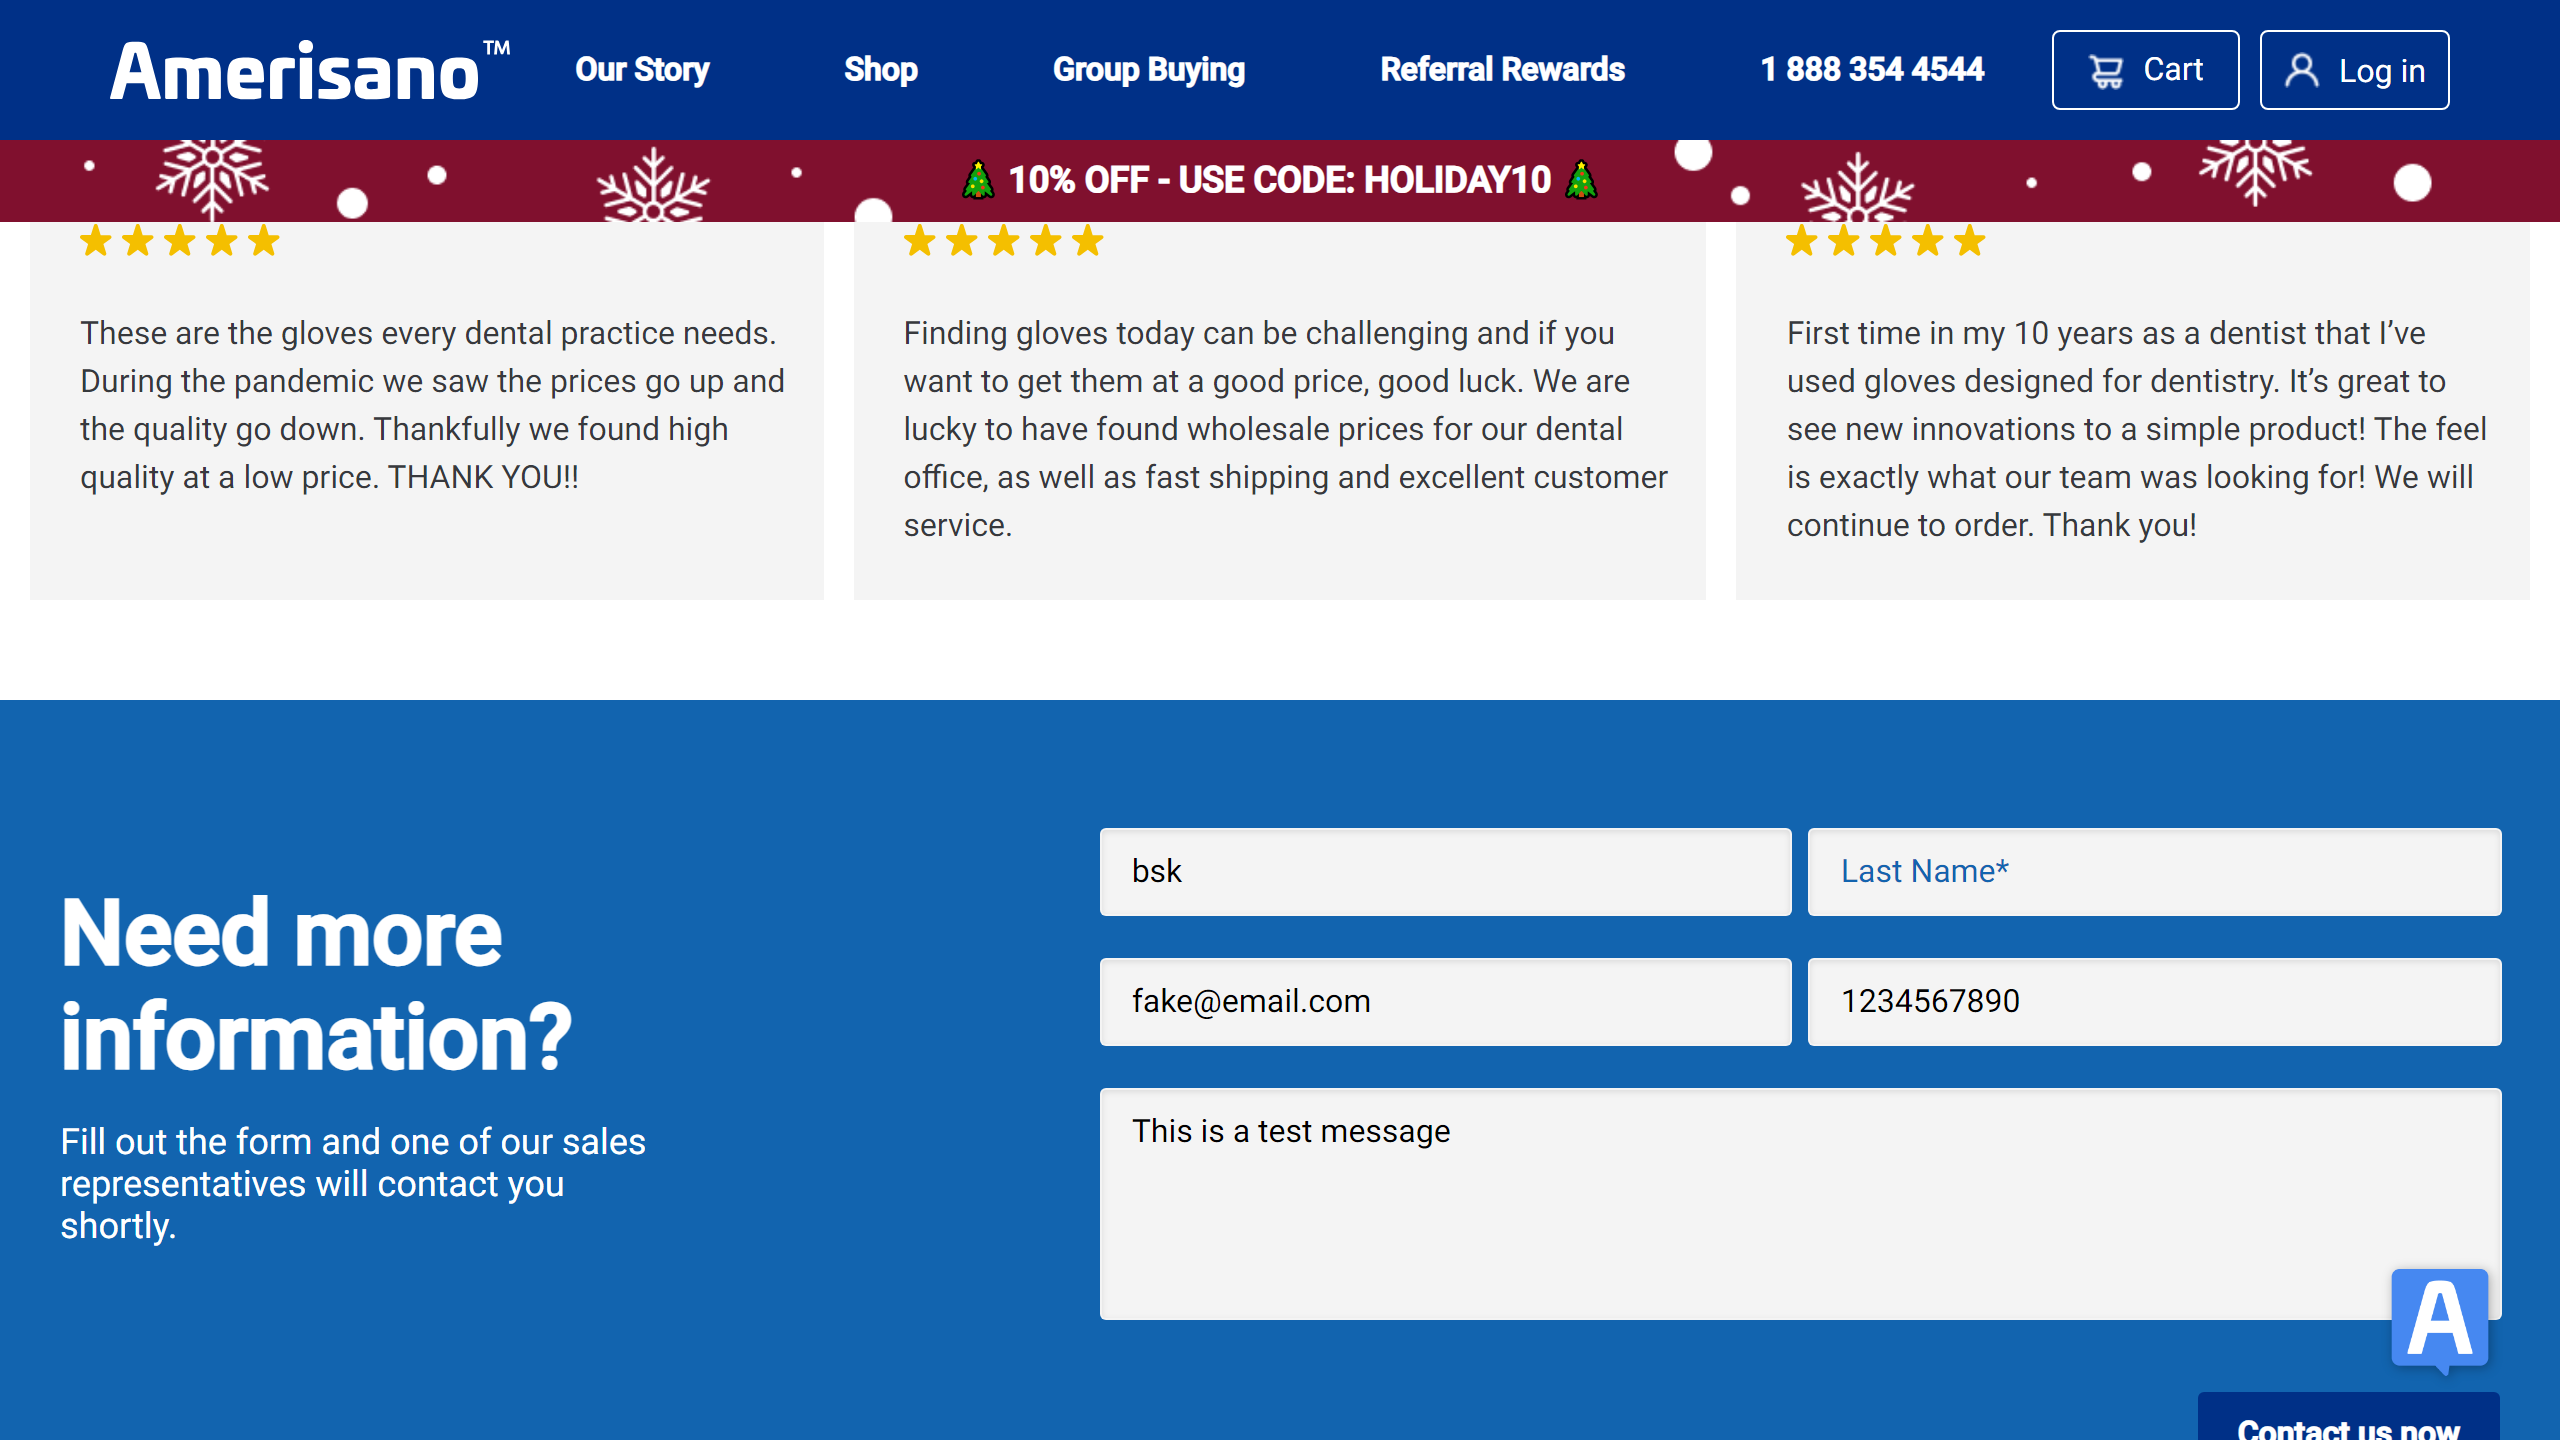 Amerisano™ Our Story Shop Group Buying Referral Rewards 1 888 354 4544 Cart Log in
10% OFF - USE CODE: HOLIDAY10
These are the gloves every dental practice needs.
During the pandemic we saw the prices go up and
the quality go down. Thankfully we found high
quality at a low price. THANK YOU!!
Finding gloves today can be challenging and if you
want to get them at a good price, good luck. We are
lucky to have found wholesale prices for our dental
office, as well as fast shipping and excellent customer
service.
First time in my 10 years as a dentist that I’ve
used gloves designed for dentistry. It’s great to
see new innovations to a simple product! The feel
is exactly what our team was looking for! We will
continue to order. Thank you!
Need more
information?
Fill out the form and one of our sales
representatives will contact you
shortly.
bsk
Last Name*
fake@email.com
1234567890
This is a test message
A
Contact us now